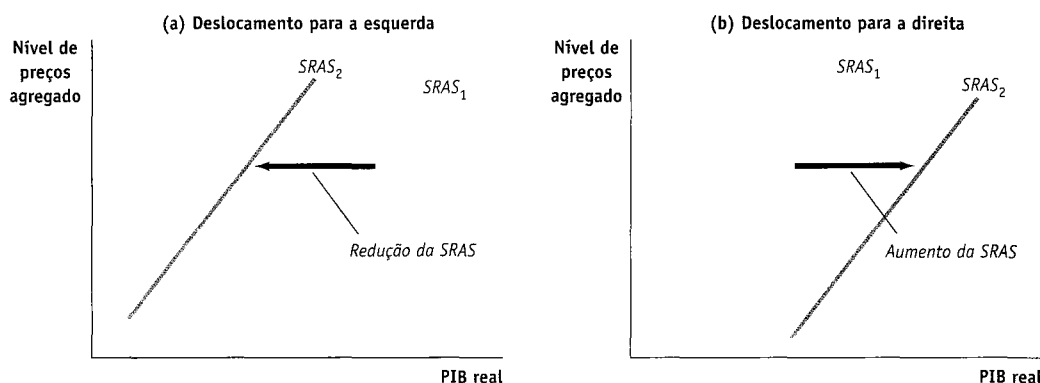 (a) Deslocamento para a esquerda
Nível de
preços
agregado
SRAS₂
SRAS₁
Redução da SRAS
PIB real
(b) Deslocamento para a direita
Nível de
preços
agregado
SRAS₁
SRAS₂
Aumento da SRAS
PIB real